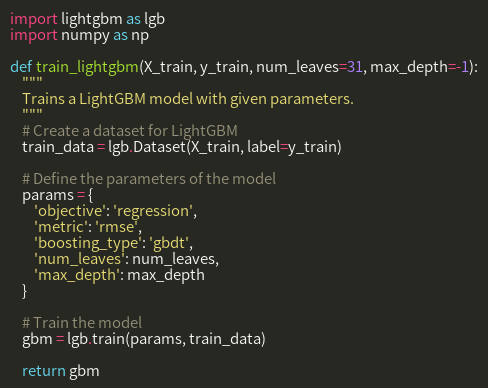 import lightgbm as lgb
import numpy as np
def train_lightgbm(X_train, y_train, num_leaves=31, max_depth=-1):
    """
    Trains a LightGBM model with given parameters.
    """
    # Create a dataset for LightGBM
    train_data = lgb.Dataset(X_train, label=y_train)
    # Define the parameters of the model
    params = {
        'objective': 'regression',
        'metric': 'rmse',
        'boosting_type': 'gbdt',
        'num_leaves': num_leaves,
        'max_depth': max_depth
    }
    # Train the model
    gbm = lgb.train(params, train_data)
    return gbm